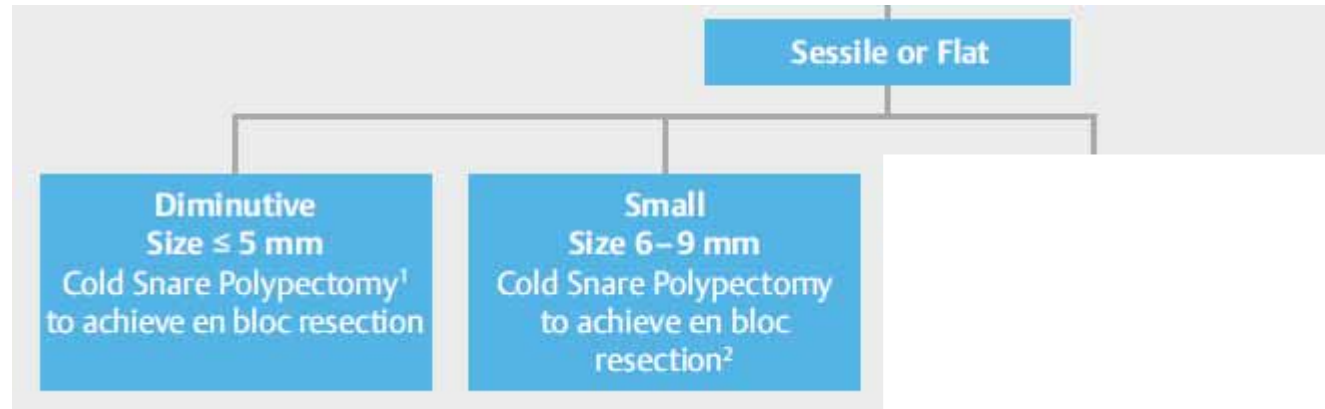 Sessile or Flat
Diminutive
Size ≤ 5 mm
Cold Snare Polypectomy¹
to achieve en bloc resection
Small
Size 6–9 mm
Cold Snare Polypectomy
to achieve en bloc
resection²